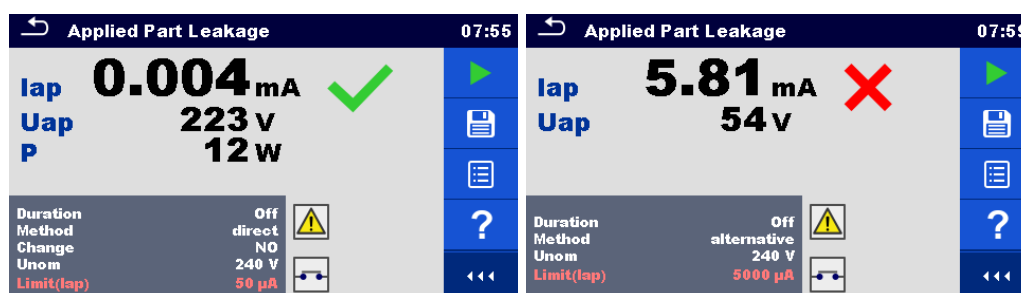 Applied Part Leakage 07:55
Iap 0.004 mA
Uap 223 V
P 12 W
Duration Off
Method direct
Change NO
Unom 240 V
Limit(Iap) 50 µA
?
Applied Part Leakage 07:59
Iap 5.81 mA
Uap 54 V
Duration Off
Method alternative
Unom 240 V
Limit(Iap) 5000 µA
?